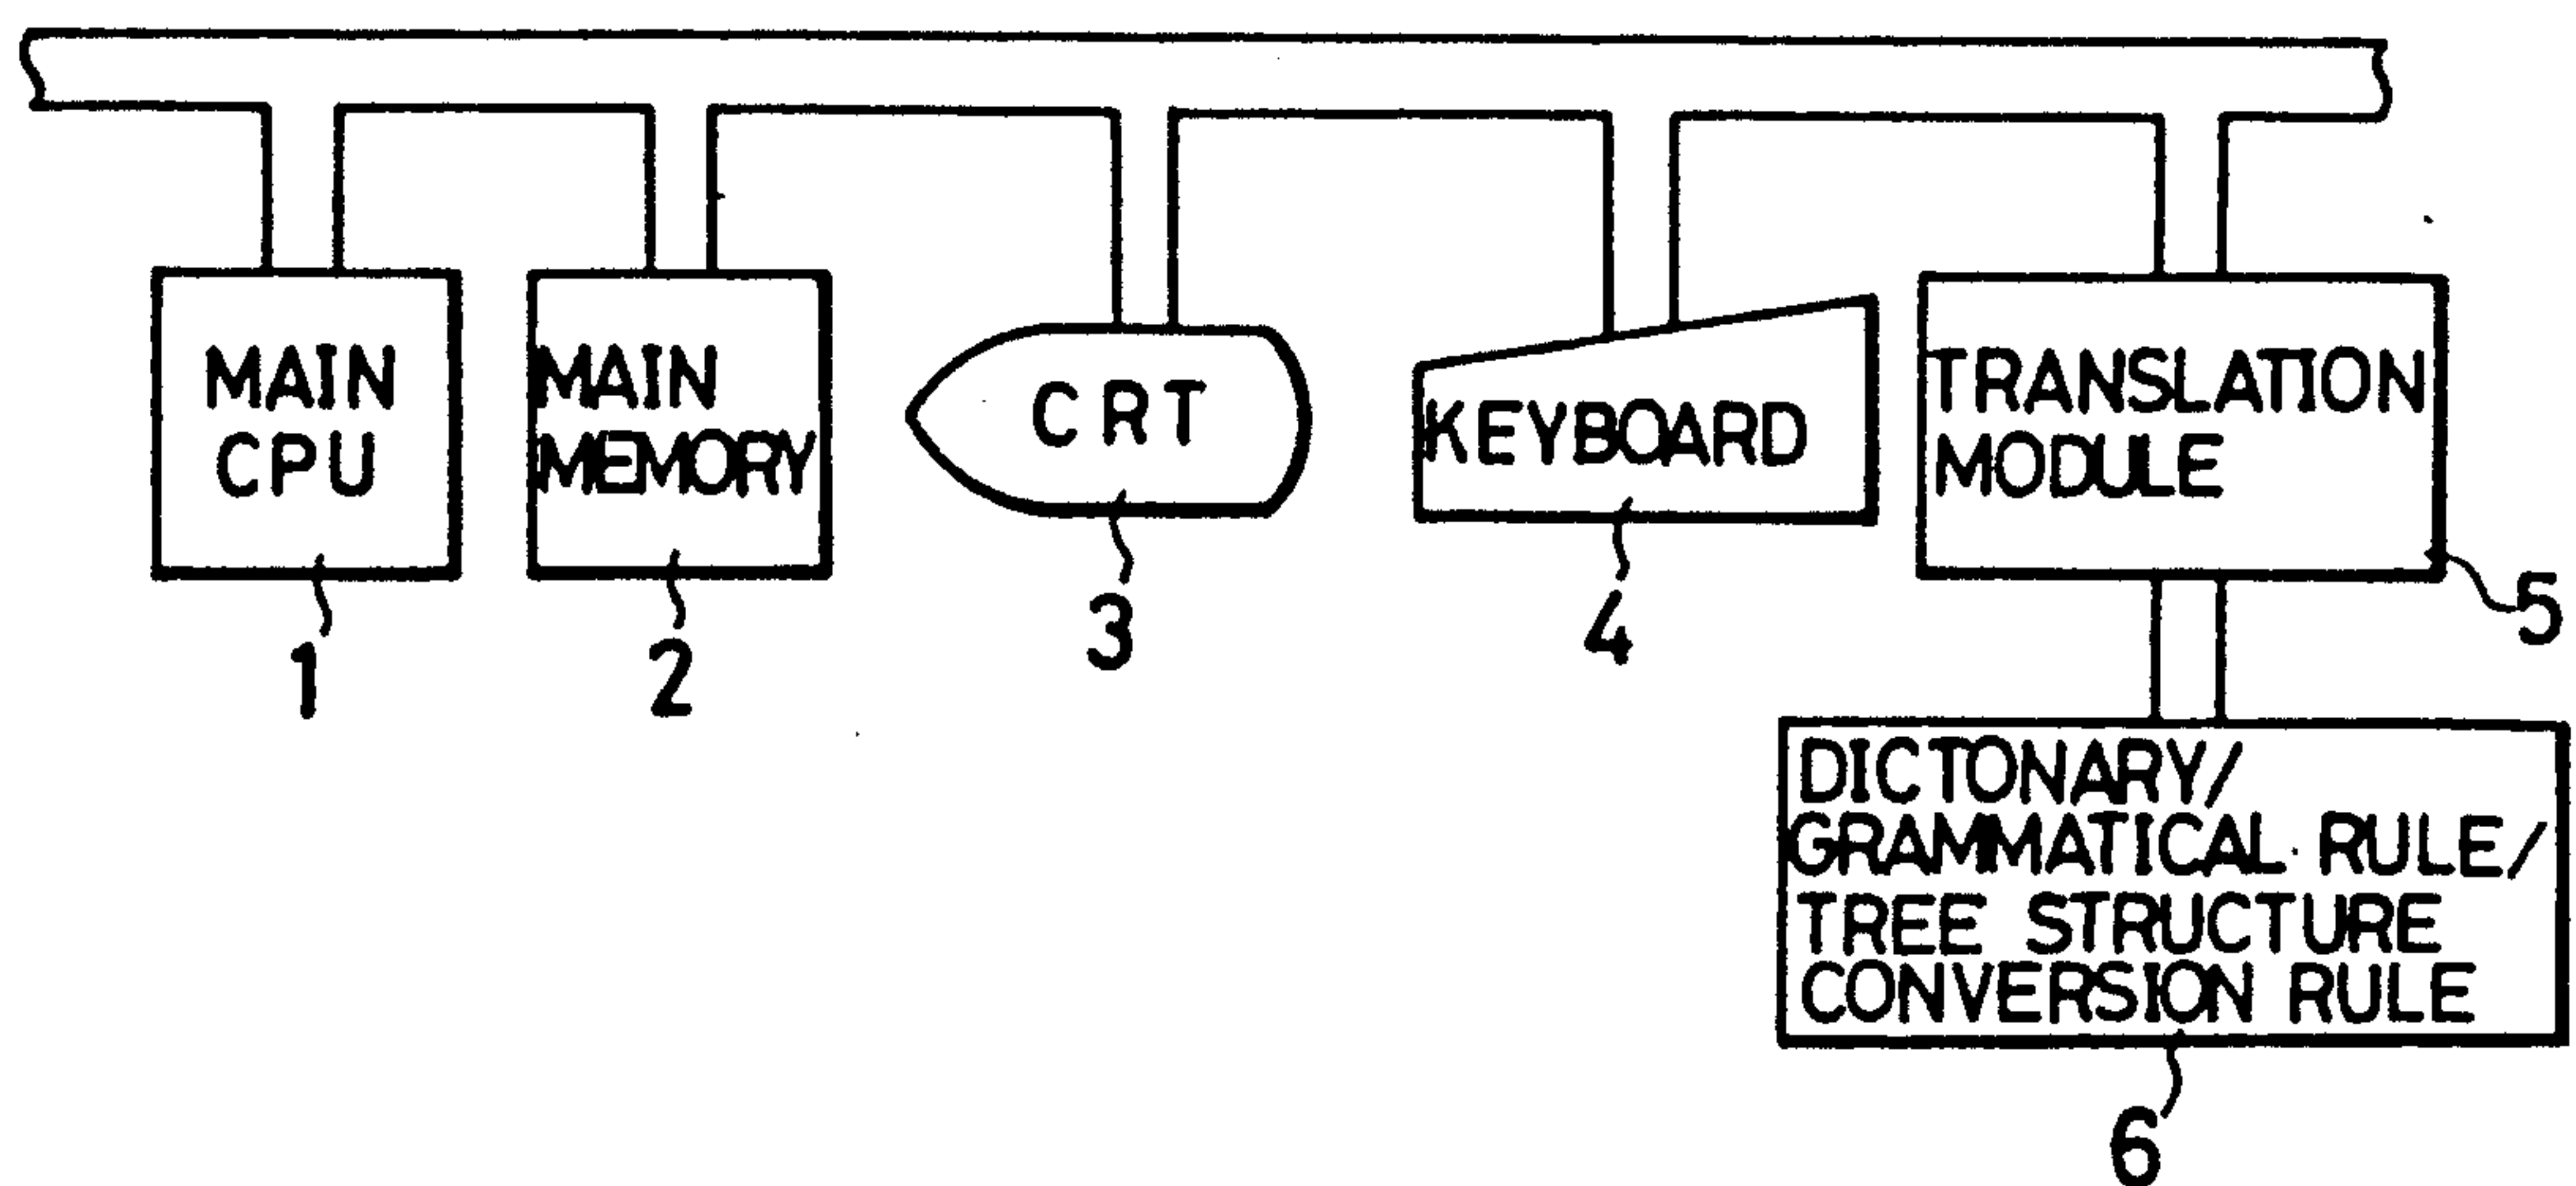 MAIN
CPU
1
MAIN
MEMORY
2
CRT
3
KEYBOARD
4
TRANSLATION
MODULE
5
DICTONARY/
GRAMMATICAL RULE/
TREE STRUCTURE
CONVERSION RULE
6